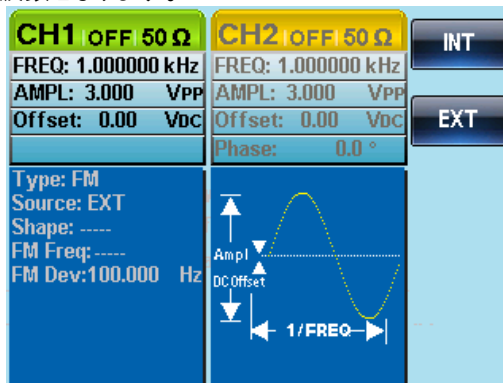 CH1 OFF 50 Ω
FREQ: 1.000000 kHz
AMPL: 3.000 VPP
Offset: 0.00 VDC
CH2 OFF 50 Ω
FREQ: 1.000000 kHz
AMPL: 3.000 VPP
Offset: 0.00 VDC
Phase: 0.0 °
INT
EXT
Type: FM
Source: EXT
Shape: -----
FM Freq:-----
FM Dev:100.000 Hz
Ampl
DC Offset
1/FREQ